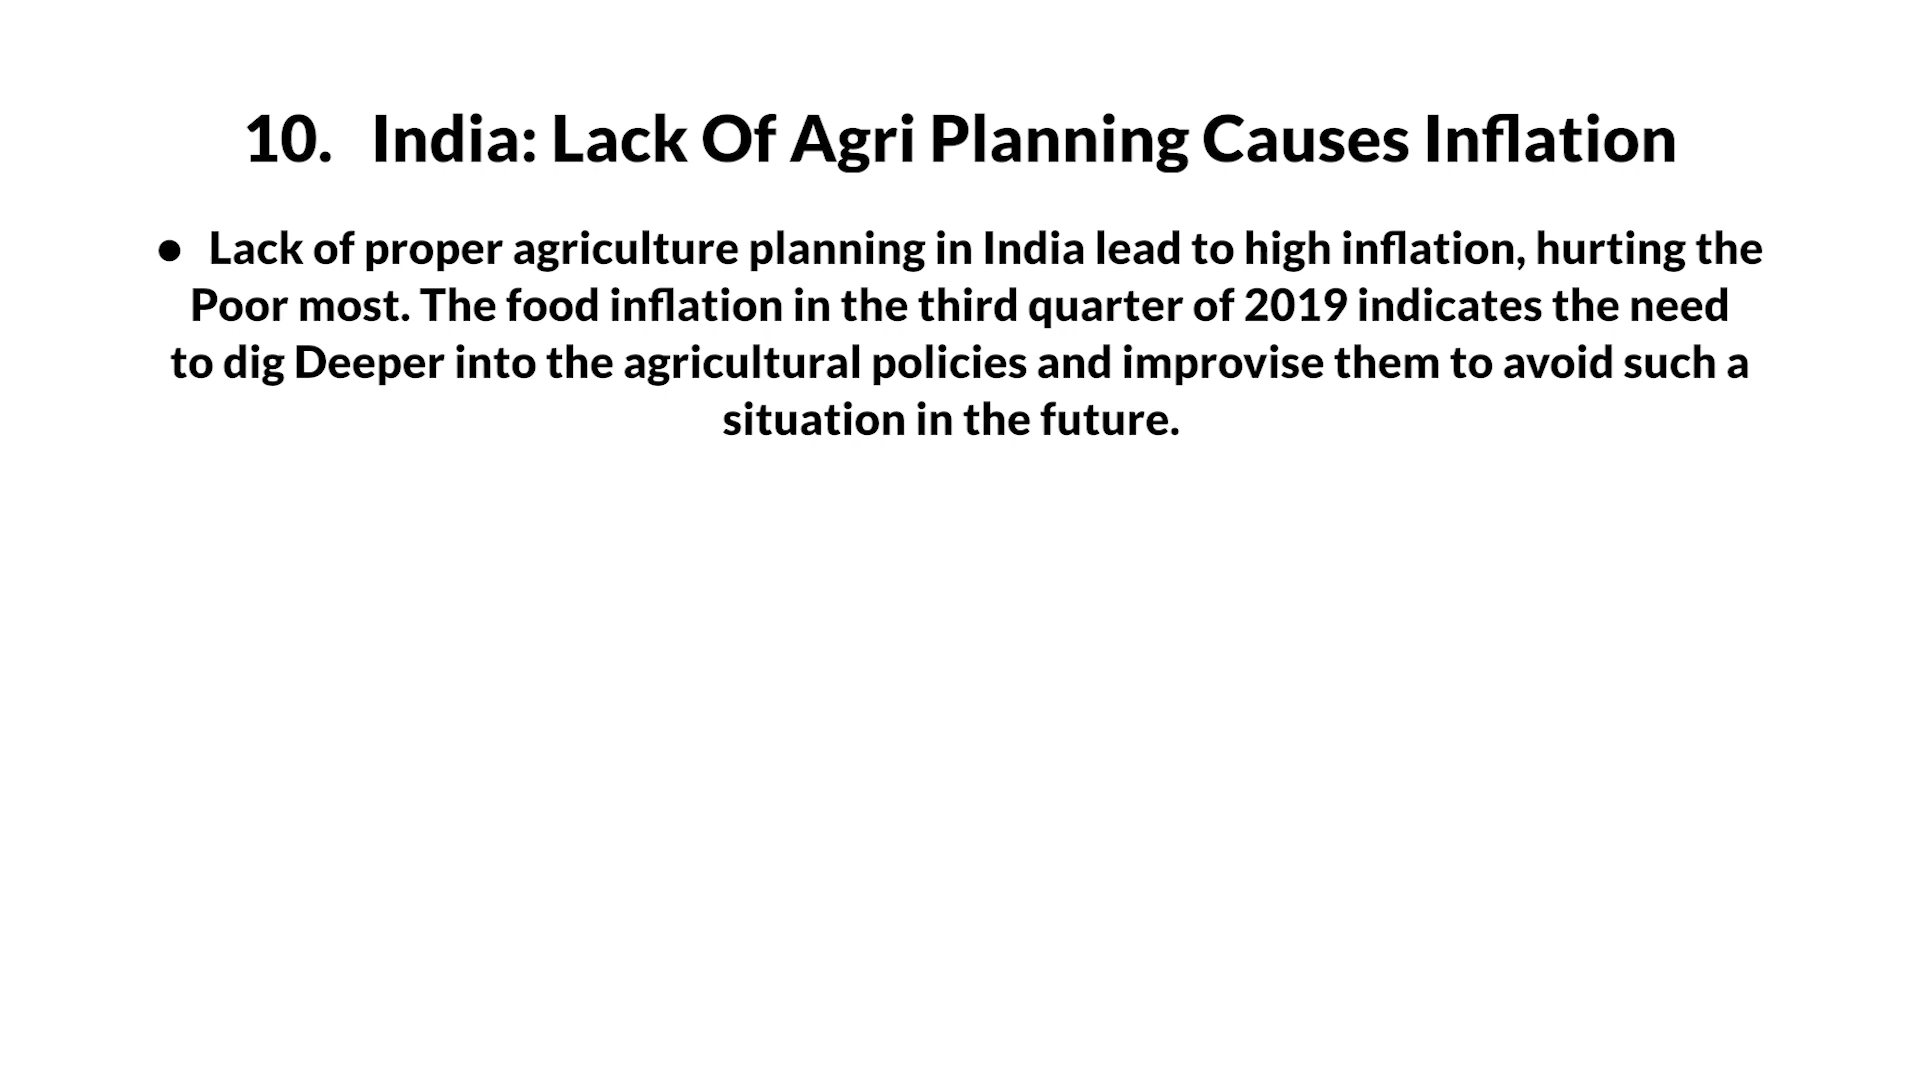 10. India: Lack Of Agri Planning Causes Inflation
● Lack of proper agriculture planning in India lead to high inflation, hurting the
Poor most. The food inflation in the third quarter of 2019 indicates the need
to dig Deeper into the agricultural policies and improvise them to avoid such a
situation in the future.